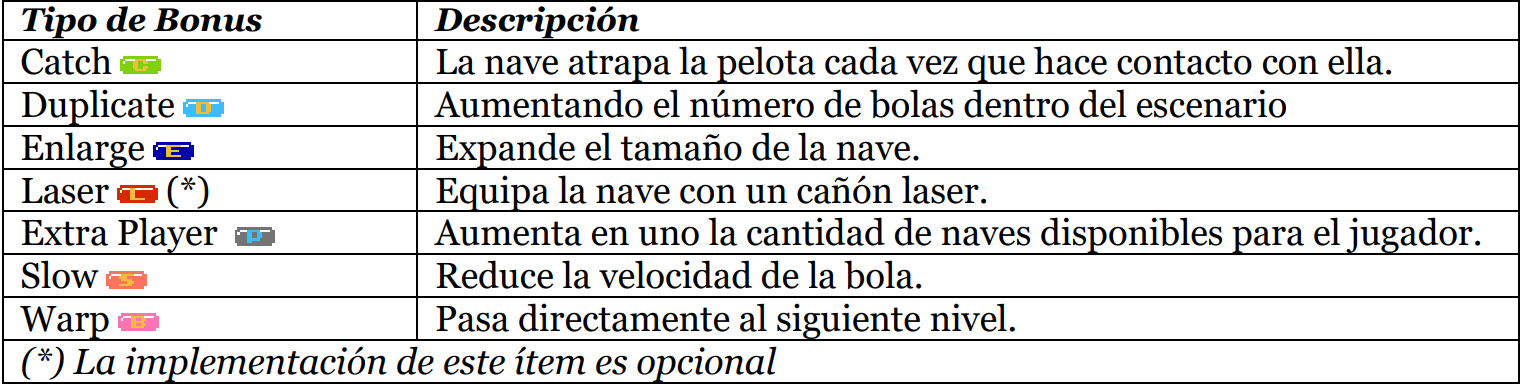 Tipo de Bonus Descripción
Catch C La nave atrapa la pelota cada vez que hace contacto con ella.
Duplicate D Aumentando el número de bolas dentro del escenario
Enlarge E Expande el tamaño de la nave.
Laser L (*) Equipa la nave con un cañón laser.
Extra Player P Aumenta en uno la cantidad de naves disponibles para el jugador.
Slow S Reduce la velocidad de la bola.
Warp B Pasa directamente al siguiente nivel.
(*) La implementación de este ítem es opcional